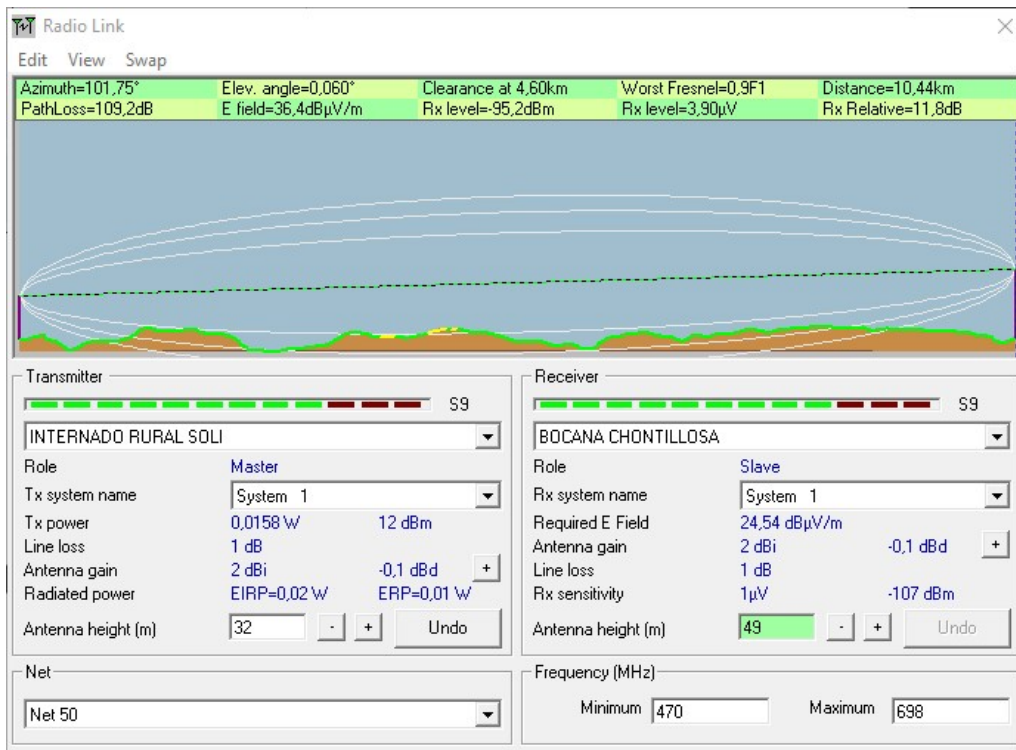 Radio Link
Edit View Swap
Azimuth=101,75° Elev. angle=0,060° Clearance at 4,60km Worst Fresnel=0,9F1 Distance=10,44km
PathLoss=109,2dB E field=36,4dBµV/m Rx level=-95,2dBm Rx level=3,90µV Rx Relative=11,8dB
Transmitter
S9
INTERNADO RURAL SOLI
Role Master
Tx system name System 1
Tx power 0,0158 W 12 dBm
Line loss 1 dB
Antenna gain 2 dBi -0,1 dBd +
Radiated power EIRP=0,02 W ERP=0,01 W
Antenna height (m) 32 - + Undo
Net
Net 50
Receiver
S9
BOCANA CHONTILLOSA
Role Slave
Rx system name System 1
Required E Field 24,54 dBµV/m
Antenna gain 2 dBi -0,1 dBd +
Line loss 1 dB
Rx sensitivity 1µV -107 dBm
Antenna height (m) 49 - + Undo
Frequency (MHz)
Minimum 470 Maximum 698